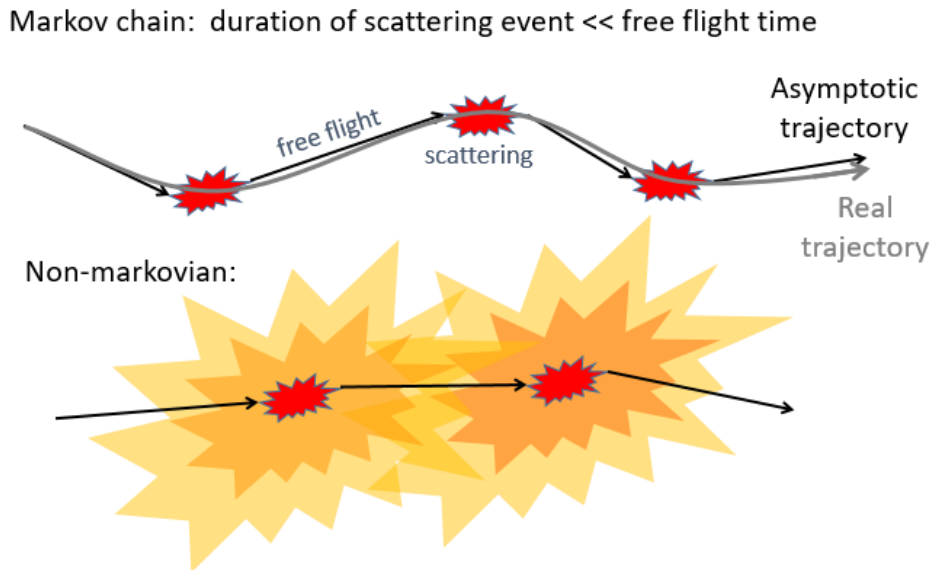 Markov chain:  duration of scattering event << free flight time
Asymptotic
trajectory
free flight
scattering
Real
trajectory
Non-markovian: